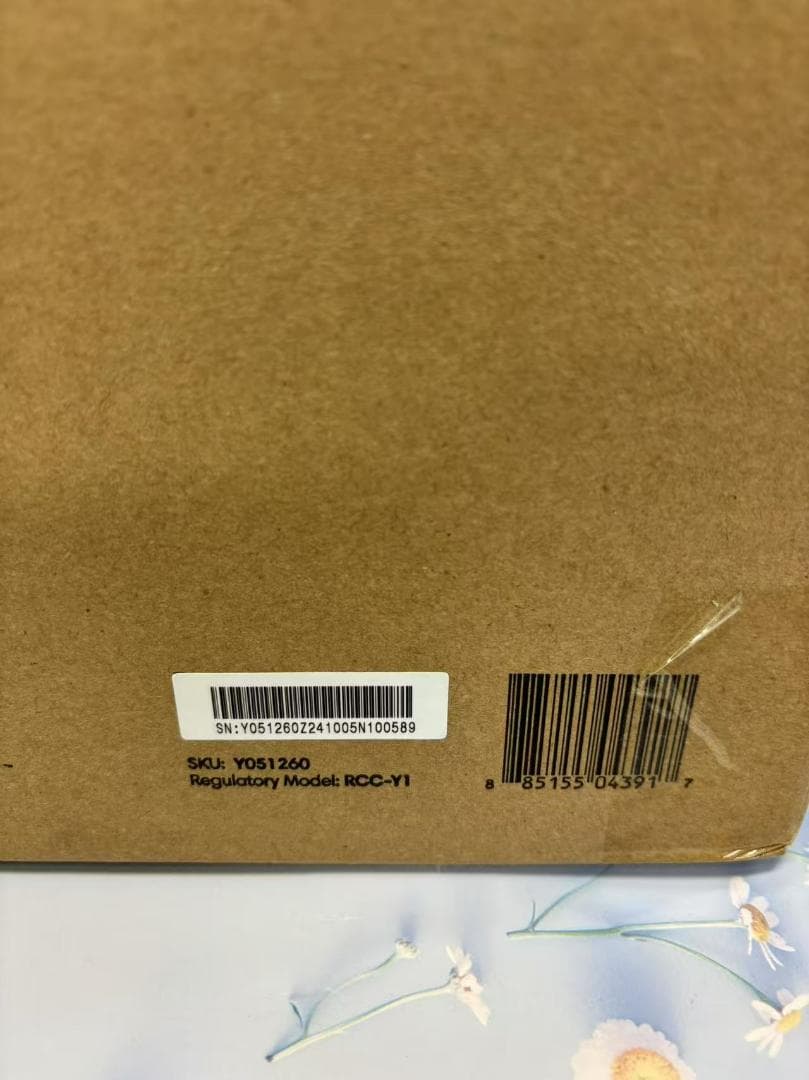 SN:Y051260Z241005N100589
SKU: Y051260
Regulatory Model: RCC-Y1
8 85155 04391 7